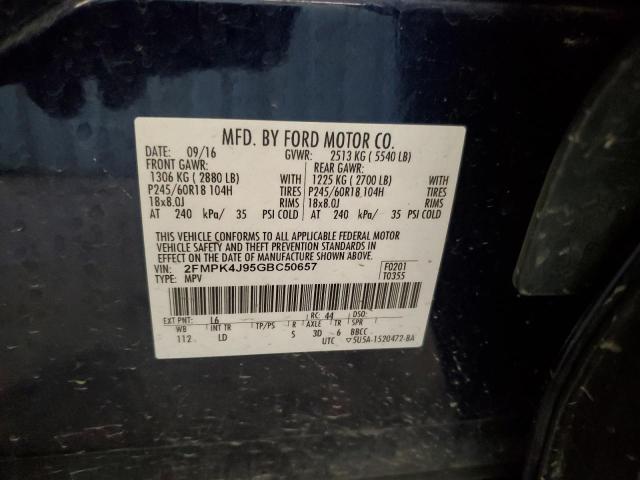 MFD. BY FORD MOTOR CO.
DATE: 09/16 GVWR: 2513 KG ( 5540 LB)
FRONT GAWR: REAR GAWR:
1306 KG ( 2880 LB) WITH 1225 KG ( 2700 LB) WITH
P245/60R18 104H TIRES P245/60R18 104H TIRES
18x8.0J RIMS 18x8.0J RIMS
AT 240 kPa/ 35 PSI COLD AT 240 kPa/ 35 PSI COLD
THIS VEHICLE CONFORMS TO ALL APPLICABLE FEDERAL MOTOR
VEHICLE SAFETY AND THEFT PREVENTION STANDARDS IN
EFFECT ON THE DATE OF MANUFACTURE SHOWN ABOVE.
VIN: 2FMPK4J95GBC50657 F0201
TYPE: MPV T0355
EXT PNT: L6 RC: 44 DSO:
WB INT TR TP/PS R AXLE TR SPR
112 LD S 3D 6 BBCC
UTC ▽5U5A-1520472-BA